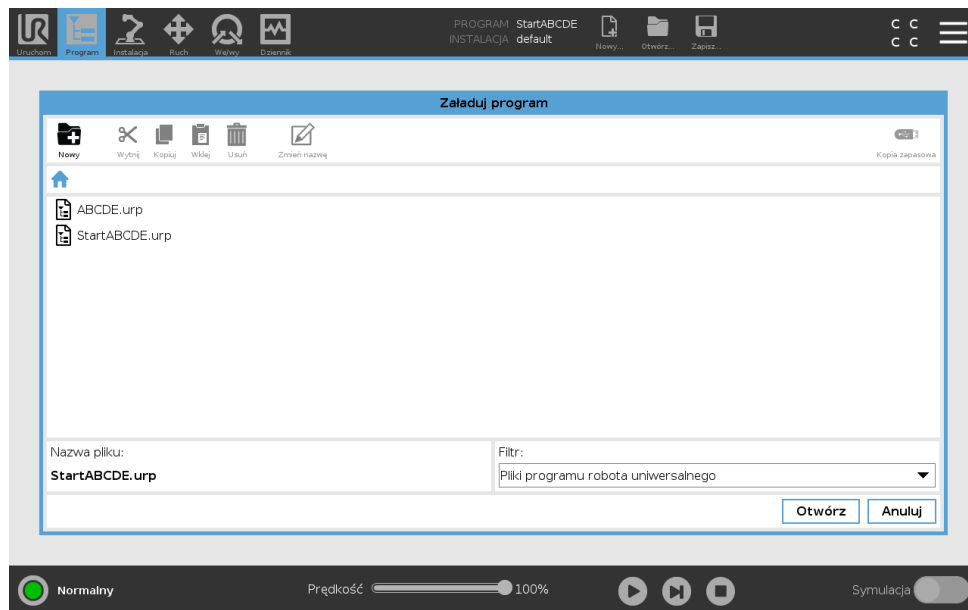 PROGRAM StartABCDE
INSTALACJA default
Uruchom Program Instalacja Ruch We/wy Dziennik Nowy... Otwórz... Zapisz...
C C
C C
Załaduj program
Nowy Wytnij Kopiuj Wklej Usuń Zmień nazwę Kopia zapasowa
ABCDE.urp
StartABCDE.urp
Nazwa pliku: Filtr:
StartABCDE.urp Pliki programu robota uniwersalnego
Otwórz Anuluj
Normalny Prędkość 100% Symulacja